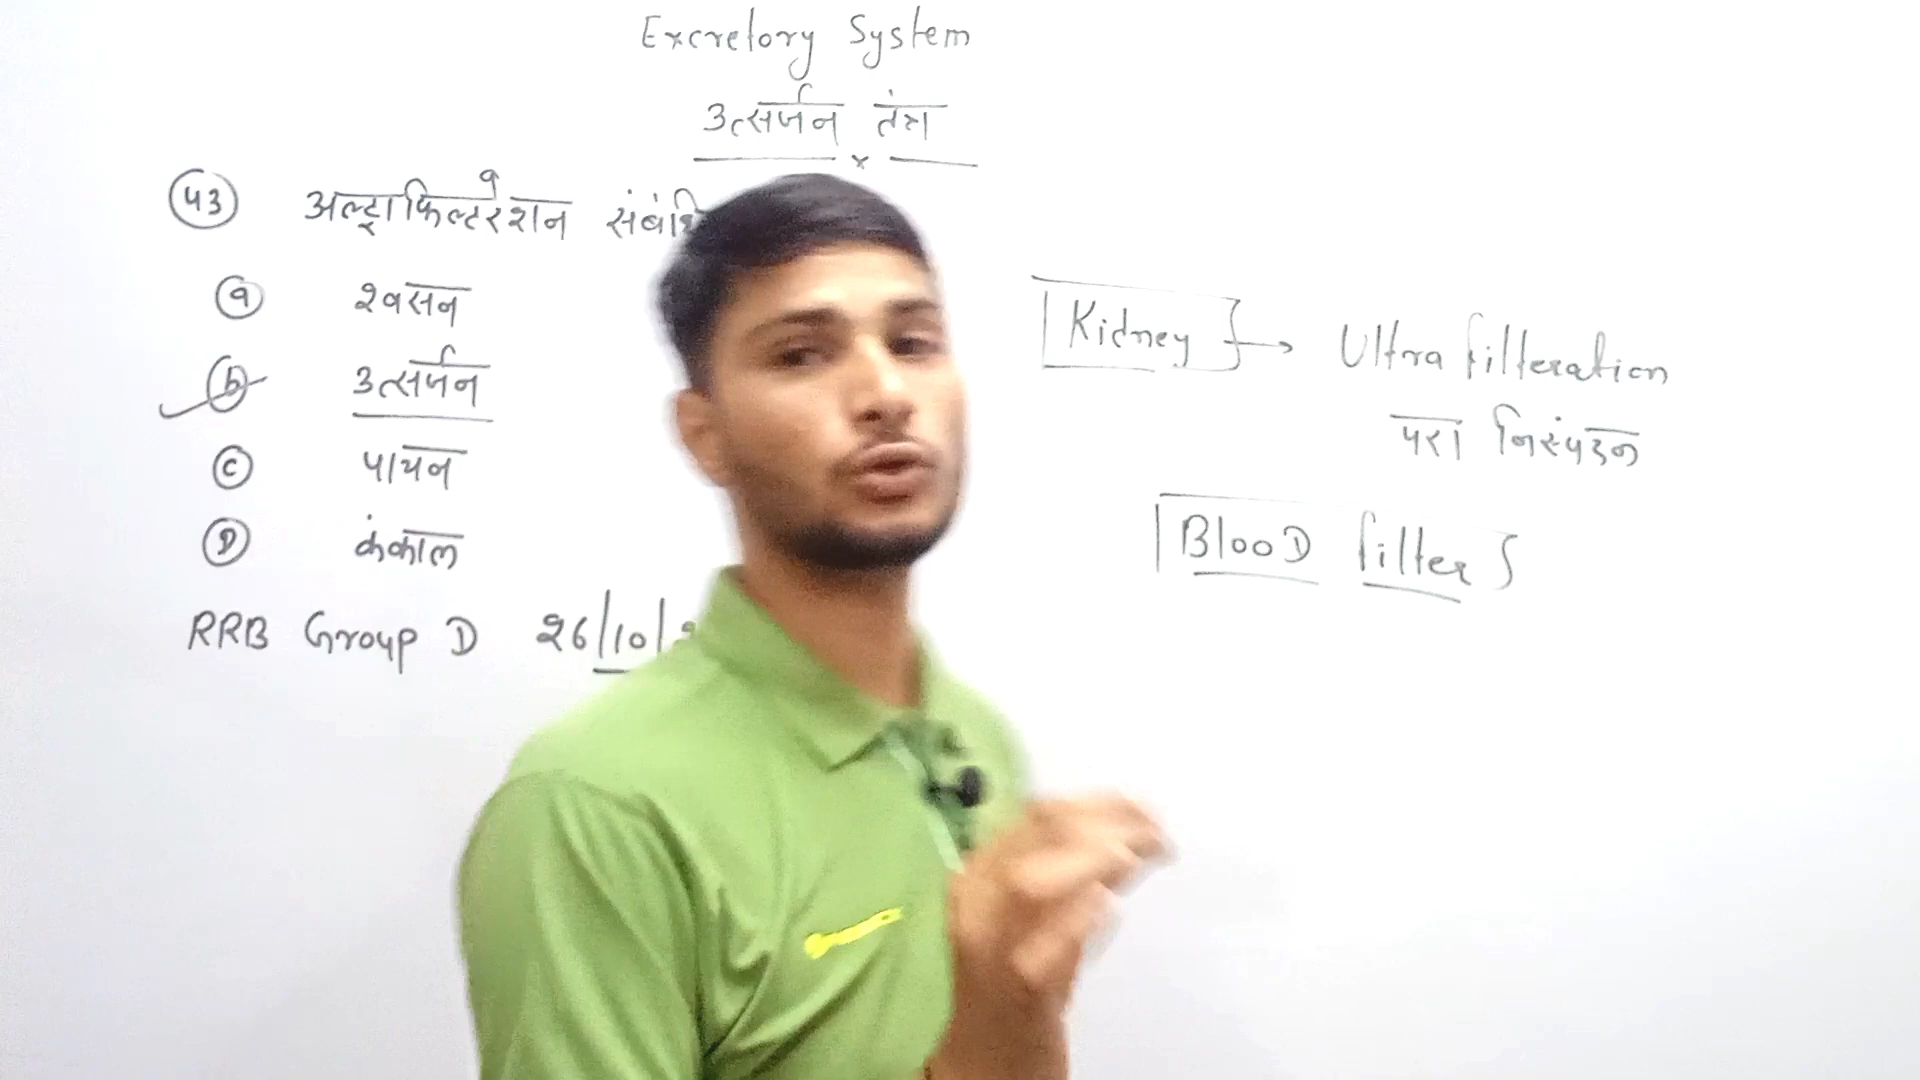 Excretory System
उत्सर्जन तंत्र
43 अल्ट्राफिल्टरेशन
a श्वसन
b उत्सर्जन
c पाचन
D कंकाल
RRB Group D 26/10/
Kidney → Ultra filteration
परा निस्पंदन
BlooD filter